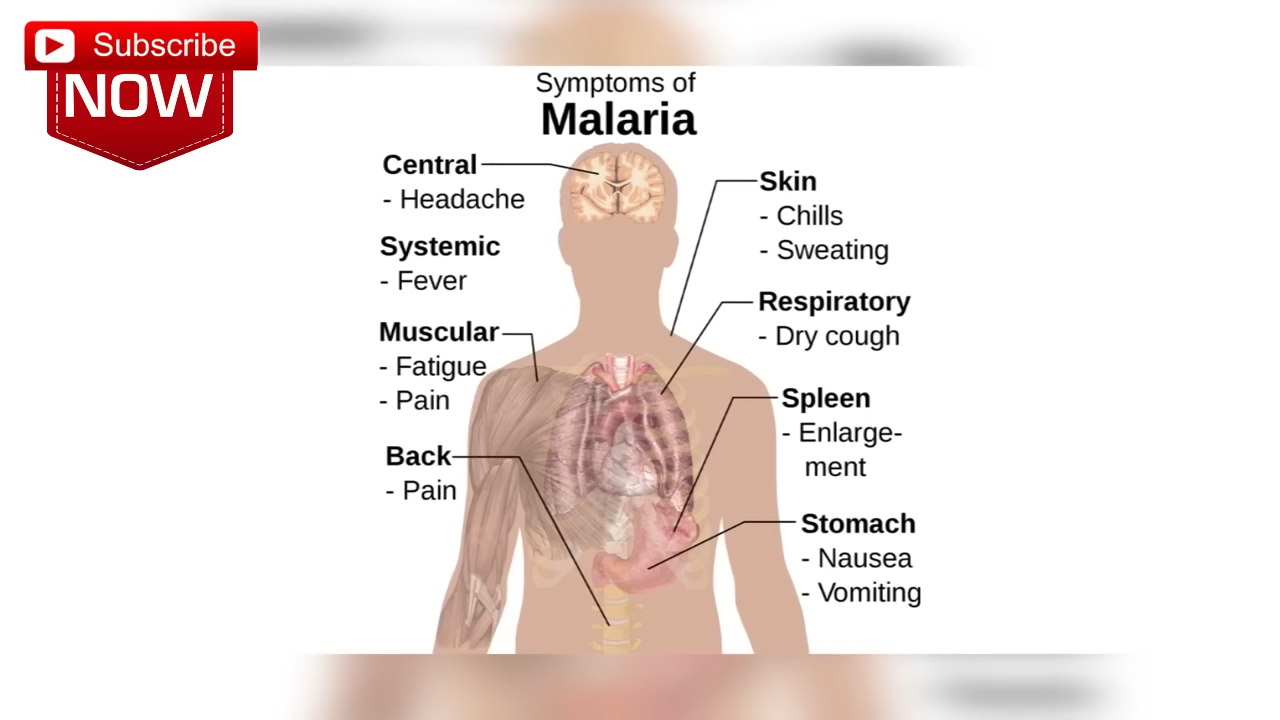 Subscribe
NOW
Symptoms of
Malaria
Central
- Headache
Systemic
- Fever
Muscular
- Fatigue
- Pain
Back
- Pain
Skin
- Chills
- Sweating
Respiratory
- Dry cough
Spleen
- Enlarge-
ment
Stomach
- Nausea
- Vomiting